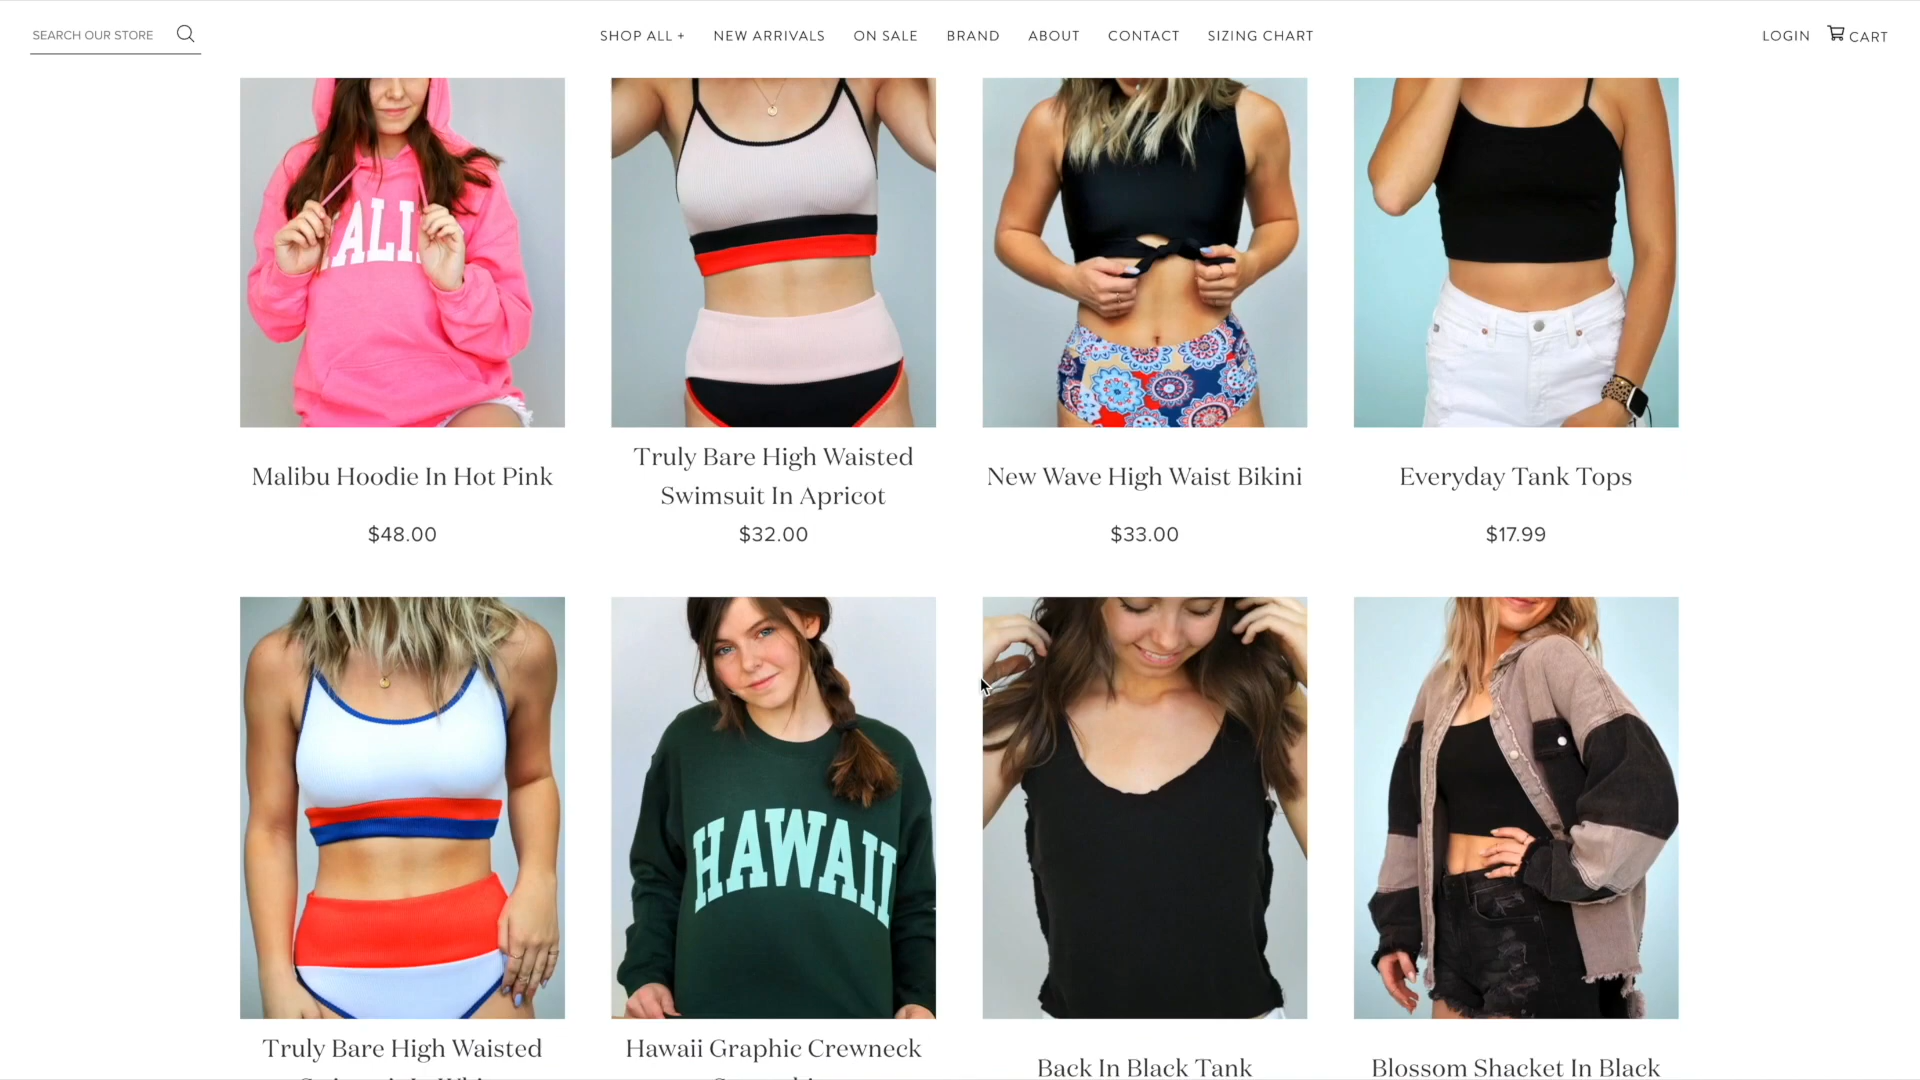 SEARCH OUR STORE
SHOP ALL +
NEW ARRIVALS
ON SALE
BRAND
ABOUT
CONTACT
SIZING CHART
LOGIN
CART
ALI
Malibu Hoodie In Hot Pink
$48.00
Truly Bare High Waisted
Swimsuit In Apricot
$32.00
New Wave High Waist Bikini
$33.00
Everyday Tank Tops
$17.99
HAWAII
Truly Bare High Waisted
Hawaii Graphic Crewneck
Back In Black Tank
Blossom Shacket In Black